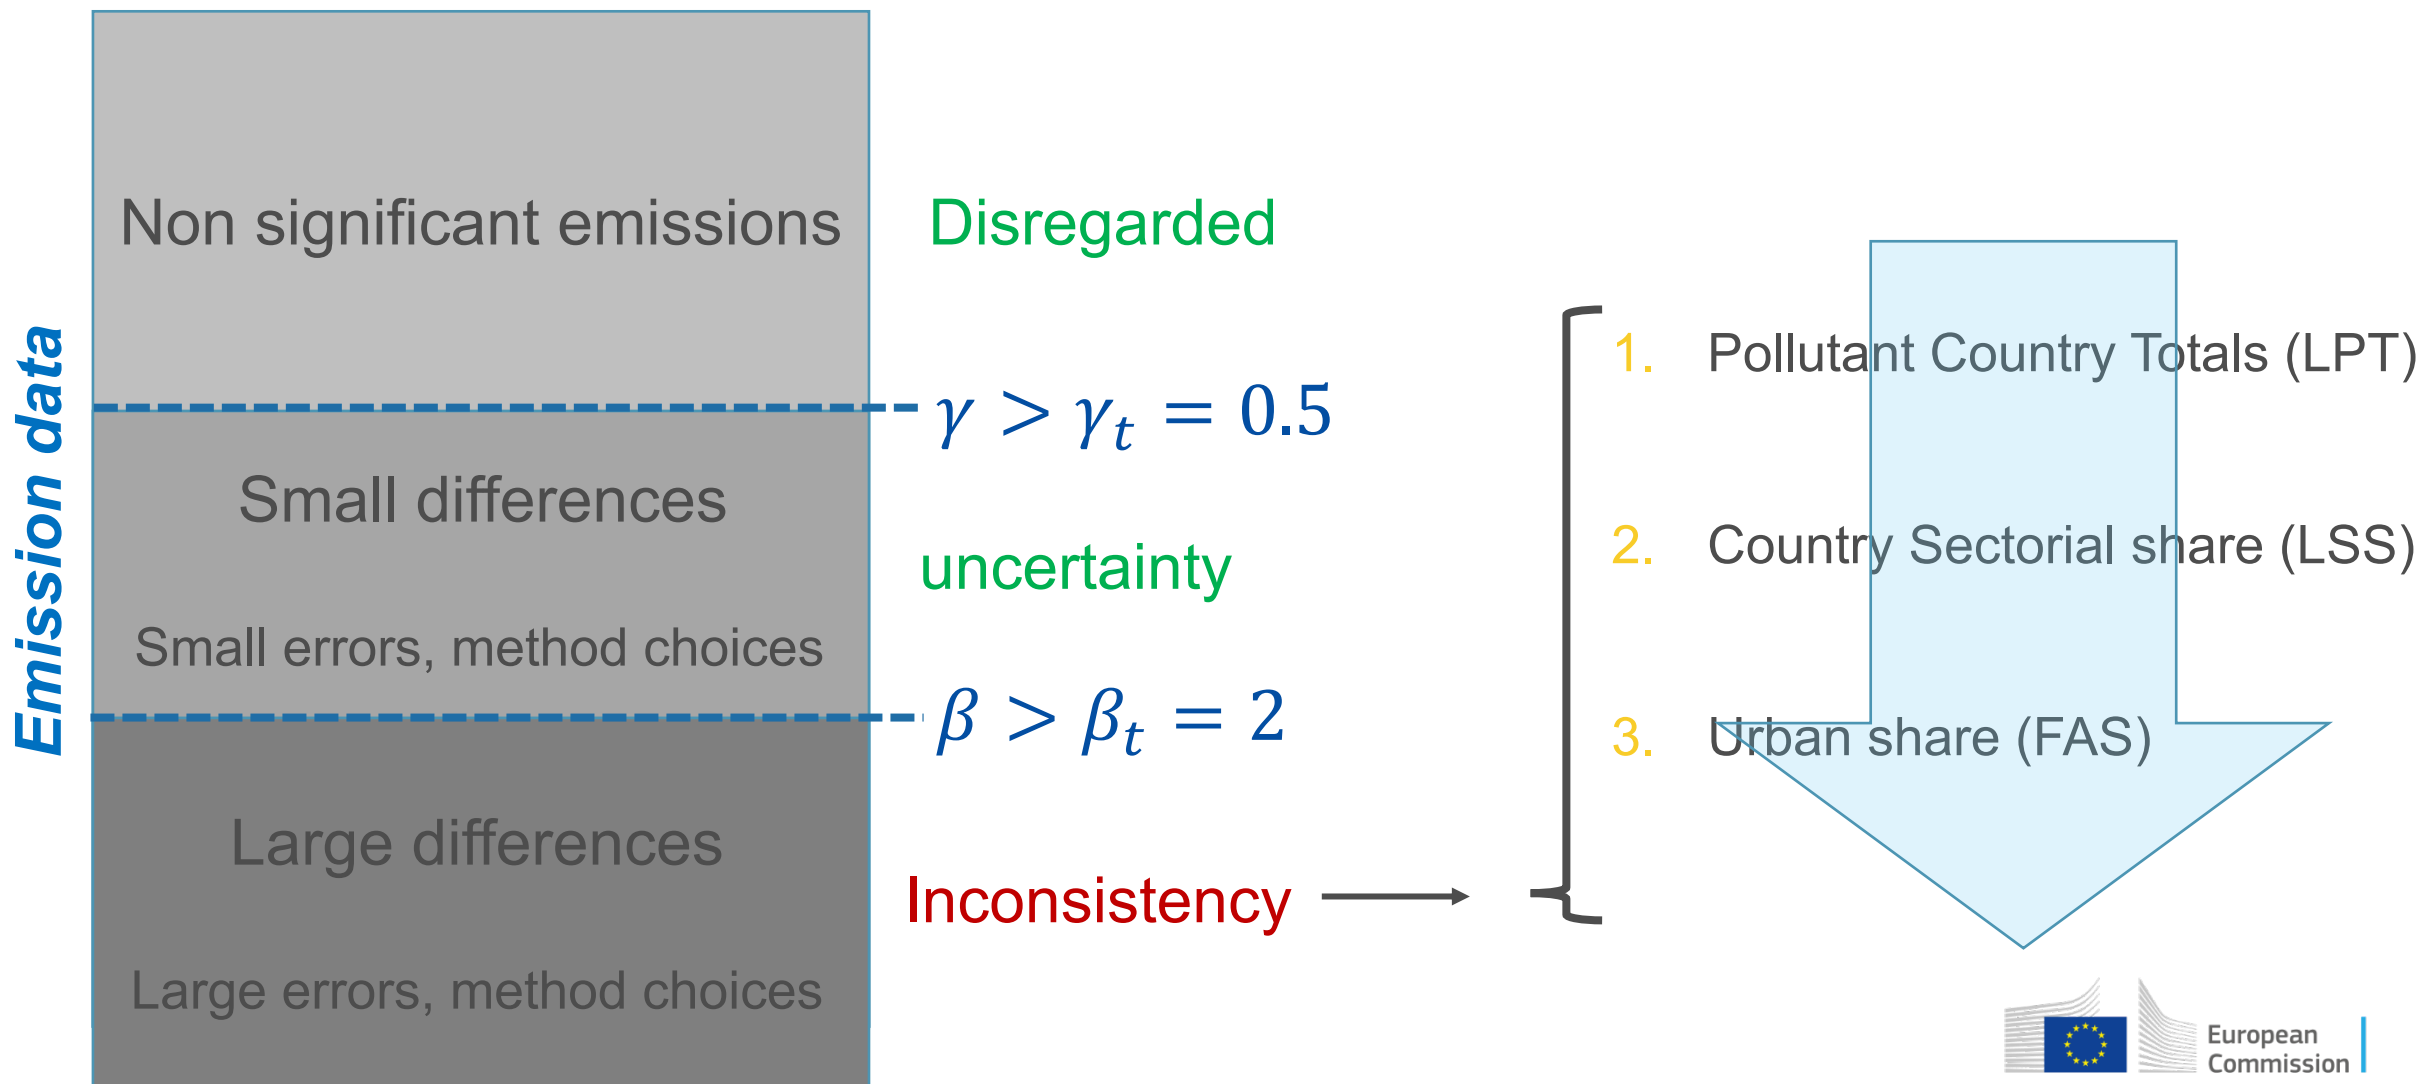 Emission data
Non significant emissions
Disregarded
γ > γₜ = 0.5
Small differences
uncertainty
Small errors, method choices
β > βₜ = 2
Large differences
Inconsistency
Large errors, method choices
1. Pollutant Country Totals (LPT)
2. Country Sectorial share (LSS)
3. Urban share (FAS)
European
Commission